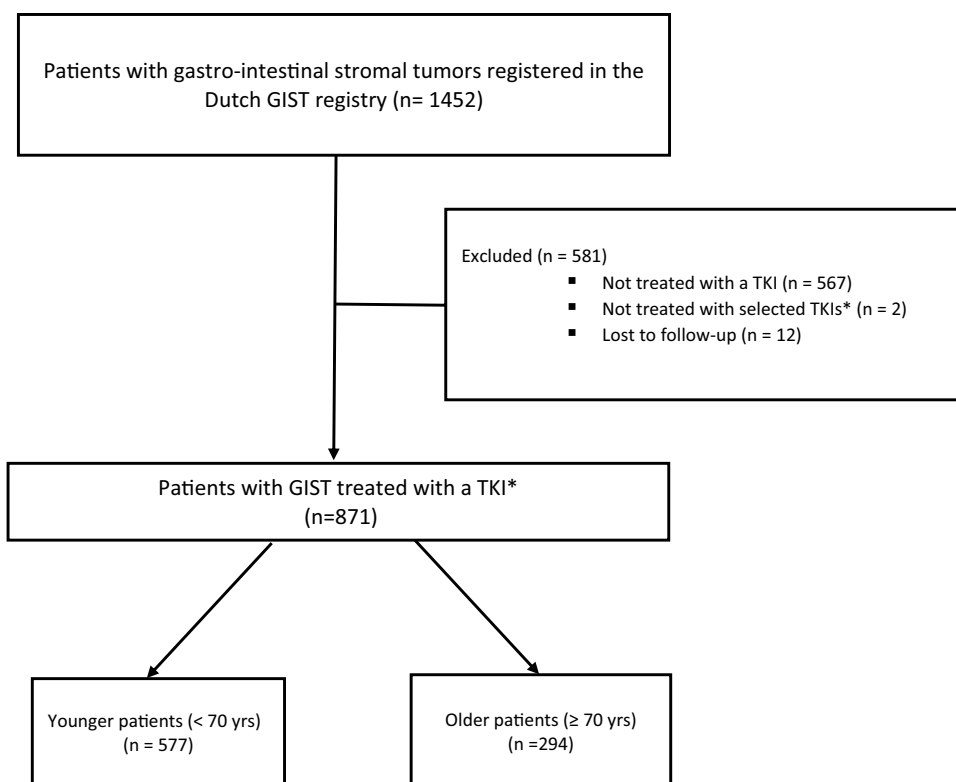 Patients with gastro-intestinal stromal tumors registered in the
Dutch GIST registry (n= 1452)
Excluded (n = 581)
▪ Not treated with a TKI (n = 567)
▪ Not treated with selected TKIs* (n = 2)
▪ Lost to follow-up (n = 12)
Patients with GIST treated with a TKI*
(n=871)
Younger patients (< 70 yrs)
(n = 577)
Older patients (≥ 70 yrs)
(n =294)